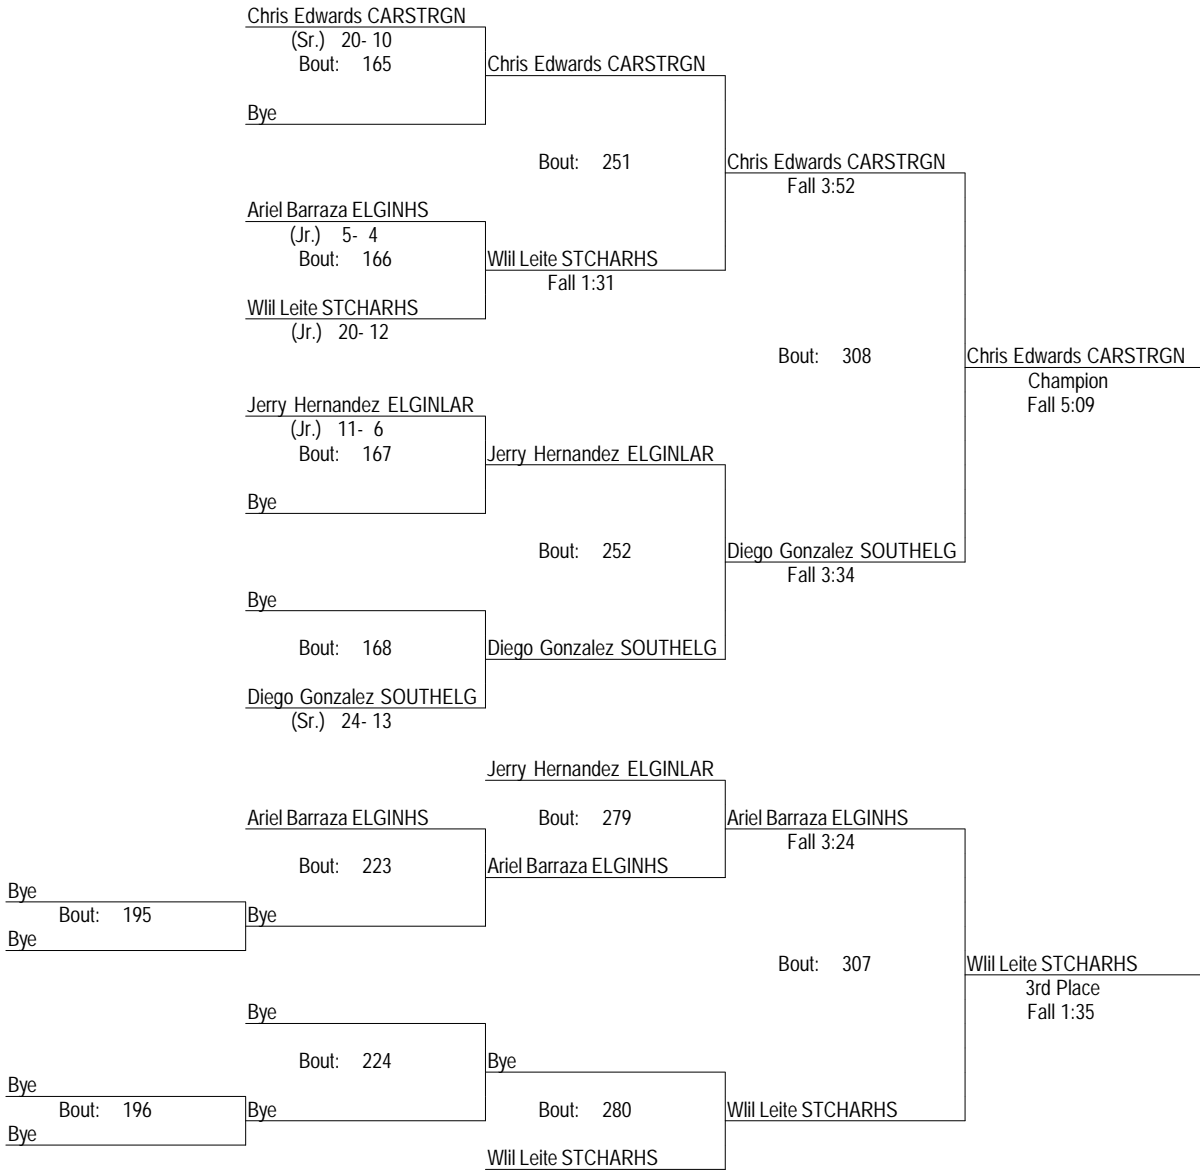 Chris Edwards CARSTRGN
(Sr.) 20- 10
Bout: 165
Chris Edwards CARSTRGN
Bye
Bout: 251
Chris Edwards CARSTRGN
Fall 3:52
Ariel Barraza ELGINHS
(Jr.) 5- 4
Bout: 166
Wlil Leite STCHARHS
Fall 1:31
Wlil Leite STCHARHS
(Jr.) 20- 12
Bout: 308
Chris Edwards CARSTRGN
Champion
Fall 5:09
Jerry Hernandez ELGINLAR
(Jr.) 11- 6
Bout: 167
Jerry Hernandez ELGINLAR
Bye
Bout: 252
Diego Gonzalez SOUTHELG
Fall 3:34
Bye
Bout: 168
Diego Gonzalez SOUTHELG
Diego Gonzalez SOUTHELG
(Sr.) 24- 13
Jerry Hernandez ELGINLAR
Ariel Barraza ELGINHS
Bout: 279
Ariel Barraza ELGINHS
Fall 3:24
Bout: 223
Ariel Barraza ELGINHS
Bye
Bout: 195
Bye
Bye
Bout: 307
Wlil Leite STCHARHS
3rd Place
Fall 1:35
Bye
Bout: 224
Bye
Bye
Bout: 196
Bye
Bye
Bout: 280
Wlil Leite STCHARHS
Wlil Leite STCHARHS